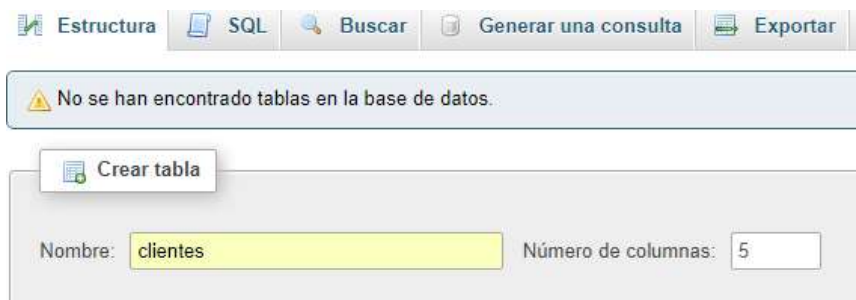 Estructura SQL Buscar Generar una consulta Exportar
No se han encontrado tablas en la base de datos.
Crear tabla
Nombre: clientes Número de columnas: 5